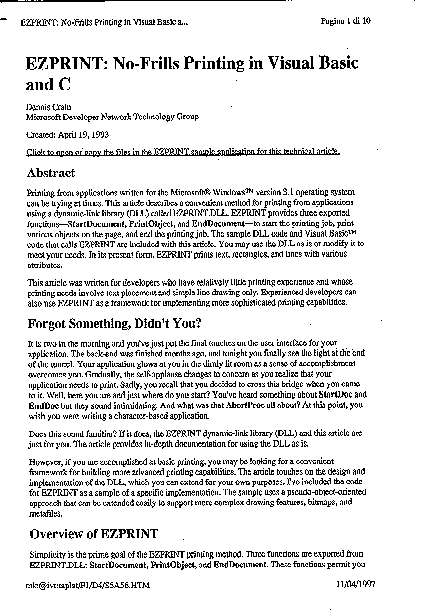 EZPRINT: No-Frills Printing in Visual Basic a...
Pagina 1 di 10
EZPRINT: No-Frills Printing in Visual Basic
and C
Dennis Crain
Microsoft Developer Network Technology Group
Created: April 19, 1993
Click to open or copy the files in the EZPRINT sample application for this technical article.
Abstract
Printing from applications written for the Microsoft® Windows™ version 3.1 operating system
can be trying at times. This article describes a convenient method for printing from applications
using a dynamic-link library (DLL) called EZPRINT.DLL. EZPRINT provides three exported
functions—StartDocument, PrintObject, and EndDocument—to start the printing job, print
various objects on the page, and end the printing job. The sample DLL code and Visual Basic™
code that calls EZPRINT are included with this article. You may use the DLL as is or modify it to
meet your needs. In its present form, EZPRINT prints text, rectangles, and lines with various
attributes.
This article was written for developers who have relatively little printing experience and whose
printing needs involve text placement and simple line drawing only. Experienced developers can
also use EZPRINT as a framework for implementing more sophisticated printing capabilities.
Forgot Something, Didn't You?
It is two in the morning and you've just put the final touches on the user interface for your
application. The back-end was finished months ago, and tonight you finally see the light at the end
of the tunnel. Your application glows at you in the dimly lit room as a sense of accomplishment
overcomes you. Gradually, the self-applause changes to concern as you realize that your
application needs to print. Sadly, you recall that you decided to cross this bridge when you came
to it. Well, here you are and just where do you start? You've heard something about StartDoc and
EndDoc but they sound intimidating. And what was that AbortProc all about? At this point, you
wish you were writing a character-based application.
Does this sound familiar? If it does, the EZPRINT dynamic-link library (DLL) and this article are
just for you. The article provides in-depth documentation for using the DLL as is.
However, if you are accomplished at basic printing, you may be looking for a convenient
framework for building more advanced printing capabilities. The article touches on the design and
implementation of the DLL, which you can extend for your own purposes. I've included the code
for EZPRINT as a sample of a specific implementation. The sample uses a pseudo-object-oriented
approach that can be extended easily to support more complex drawing features, bitmaps, and
metafiles.
Overview of EZPRINT
Simplicity is the prime goal of the EZPRINT printing method. Three functions are exported from
EZPRINT.DLL: StartDocument, PrintObject, and EndDocument. These functions permit you
11/04/1997